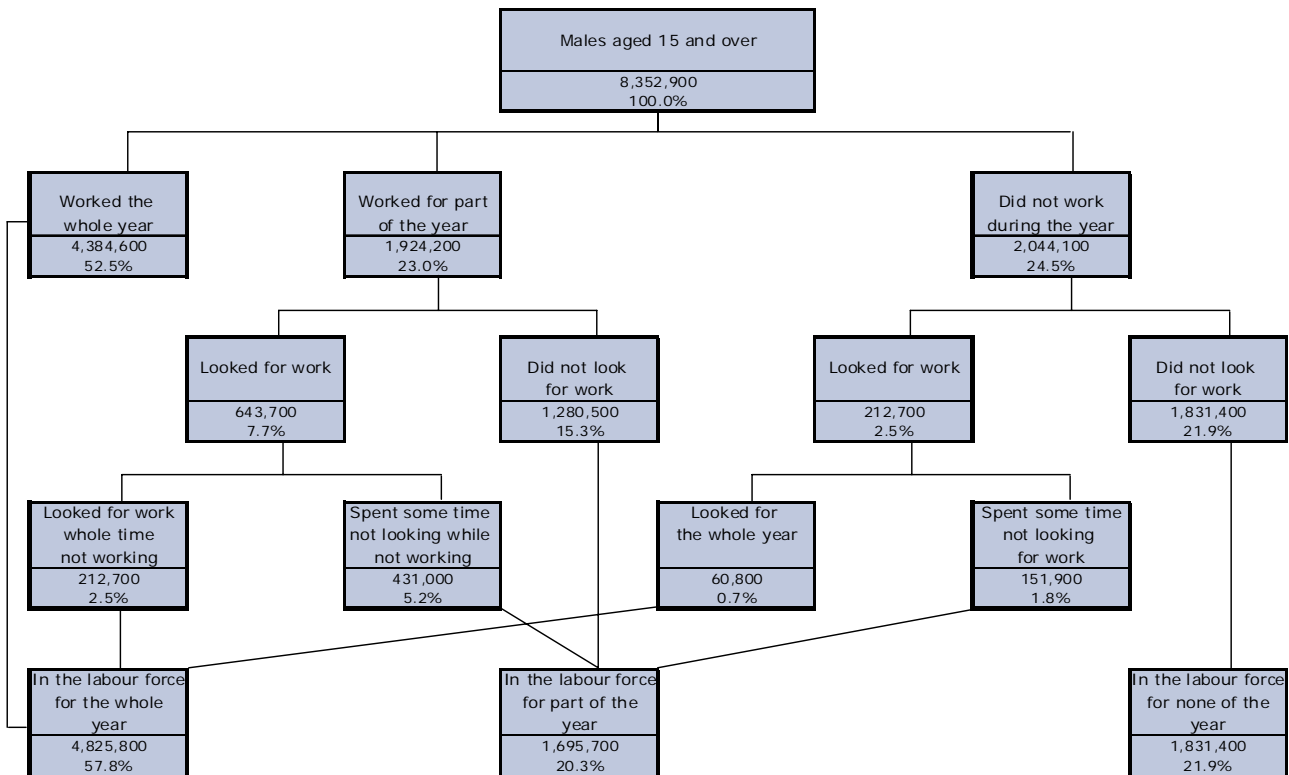 Males aged 15 and over
8,352,900
100.0%
Worked the
whole year
4,384,600
52.5%
Worked for part
of the year
1,924,200
23.0%
Did not work
during the year
2,044,100
24.5%
Looked for work
643,700
7.7%
Did not look
for work
1,280,500
15.3%
Looked for work
212,700
2.5%
Did not look
for work
1,831,400
21.9%
Looked for work
whole time
not working
212,700
2.5%
Spent some time
not looking while
not working
431,000
5.2%
Looked for
the whole year
60,800
0.7%
Spent some time
not looking
for work
151,900
1.8%
In the labour force
for the whole
year
4,825,800
57.8%
In the labour force
for part of the
year
1,695,700
20.3%
In the labour force
for none of the
year
1,831,400
21.9%